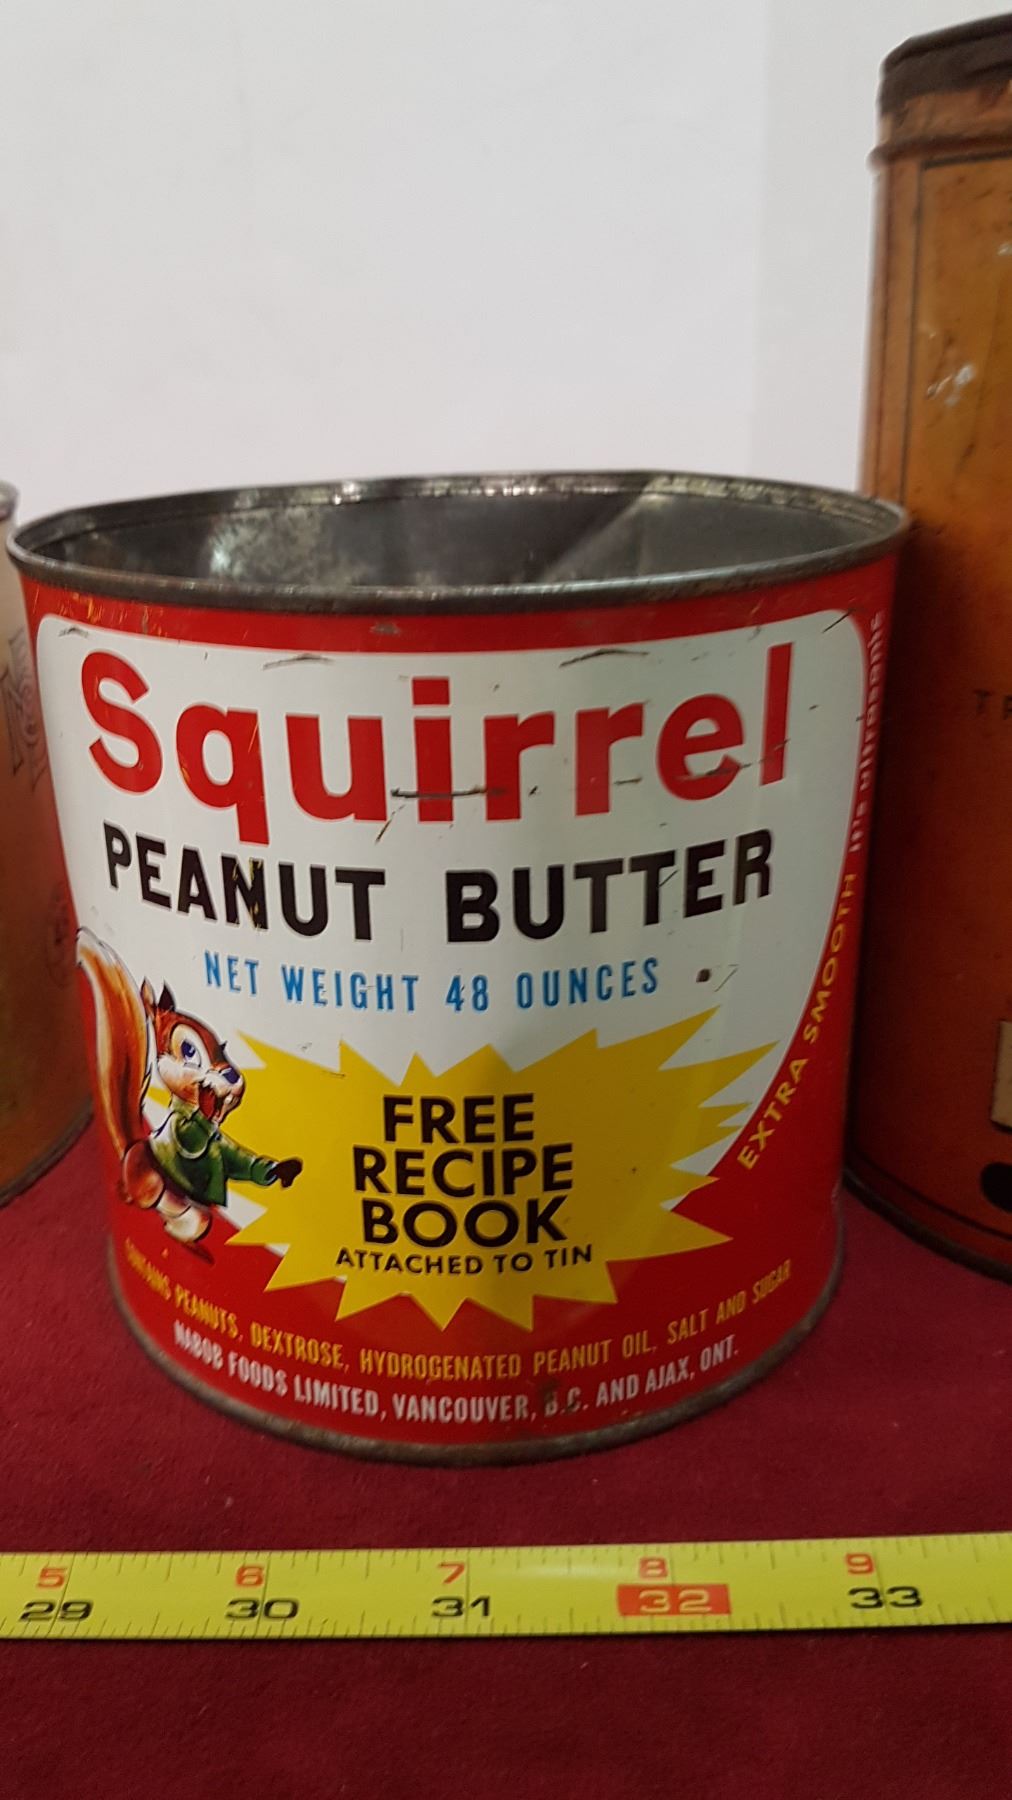 Squirrel
PEANUT BUTTER
NET WEIGHT 48 OUNCES
FREE
RECIPE
BOOK
ATTACHED TO TIN
EXTRA SMOOTH
CONTAINS PEANUTS, DEXTROSE, HYDROGENATED PEANUT OIL, SALT AND SUGAR
NABOB FOODS LIMITED, VANCOUVER, B.C. AND AJAX, ONT.
5 6 7 8 9
29 30 31 32 33